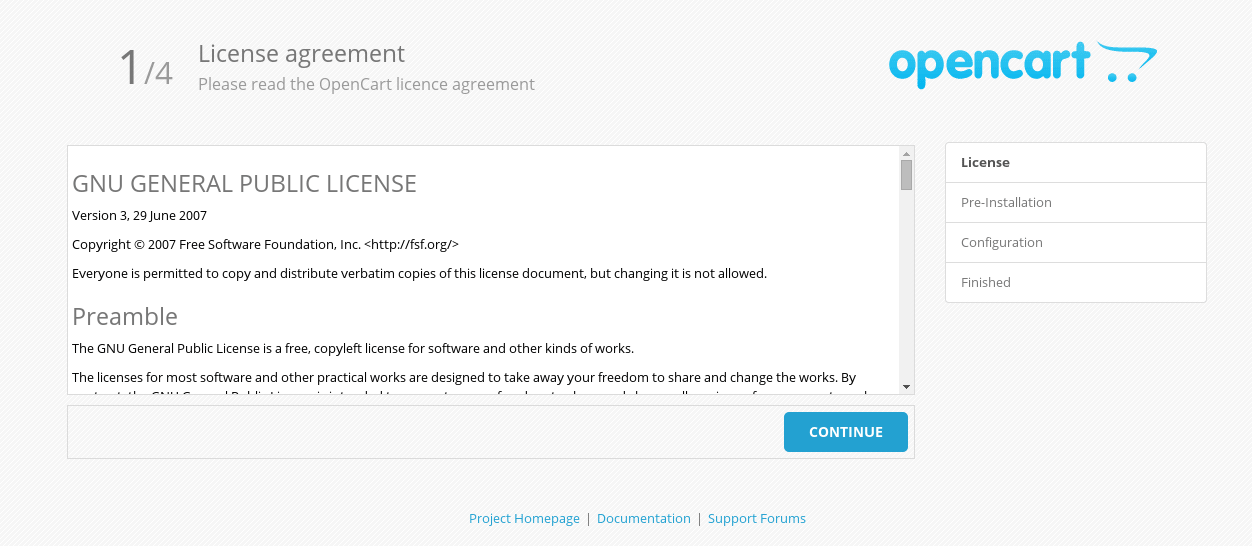 1/4
License agreement
Please read the OpenCart licence agreement
opencart
GNU GENERAL PUBLIC LICENSE
Version 3, 29 June 2007
Copyright © 2007 Free Software Foundation, Inc. <http://fsf.org/>
Everyone is permitted to copy and distribute verbatim copies of this license document, but changing it is not allowed.
Preamble
The GNU General Public License is a free, copyleft license for software and other kinds of works.
The licenses for most software and other practical works are designed to take away your freedom to share and change the works. By
CONTINUE
License
Pre-Installation
Configuration
Finished
Project Homepage | Documentation | Support Forums